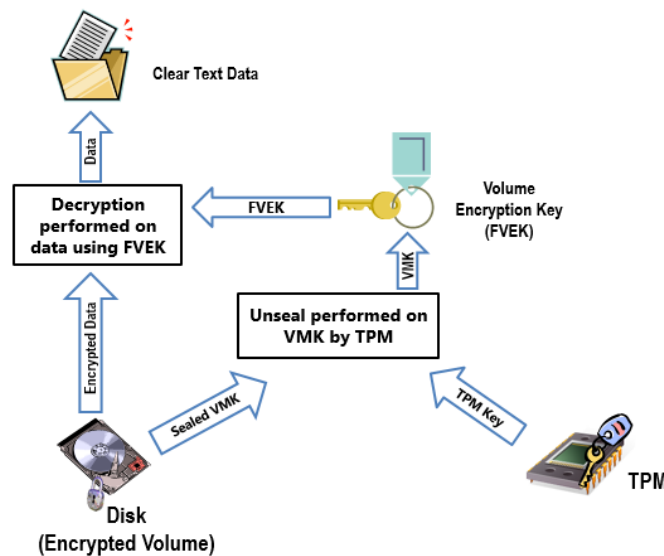 Clear Text Data
Data
Decryption
performed on
data using FVEK
FVEK
Volume
Encryption Key
(FVEK)
VMK
Unseal performed on
VMK by TPM
Encrypted Data
Sealed VMK
TPM Key
TPM
Disk
(Encrypted Volume)